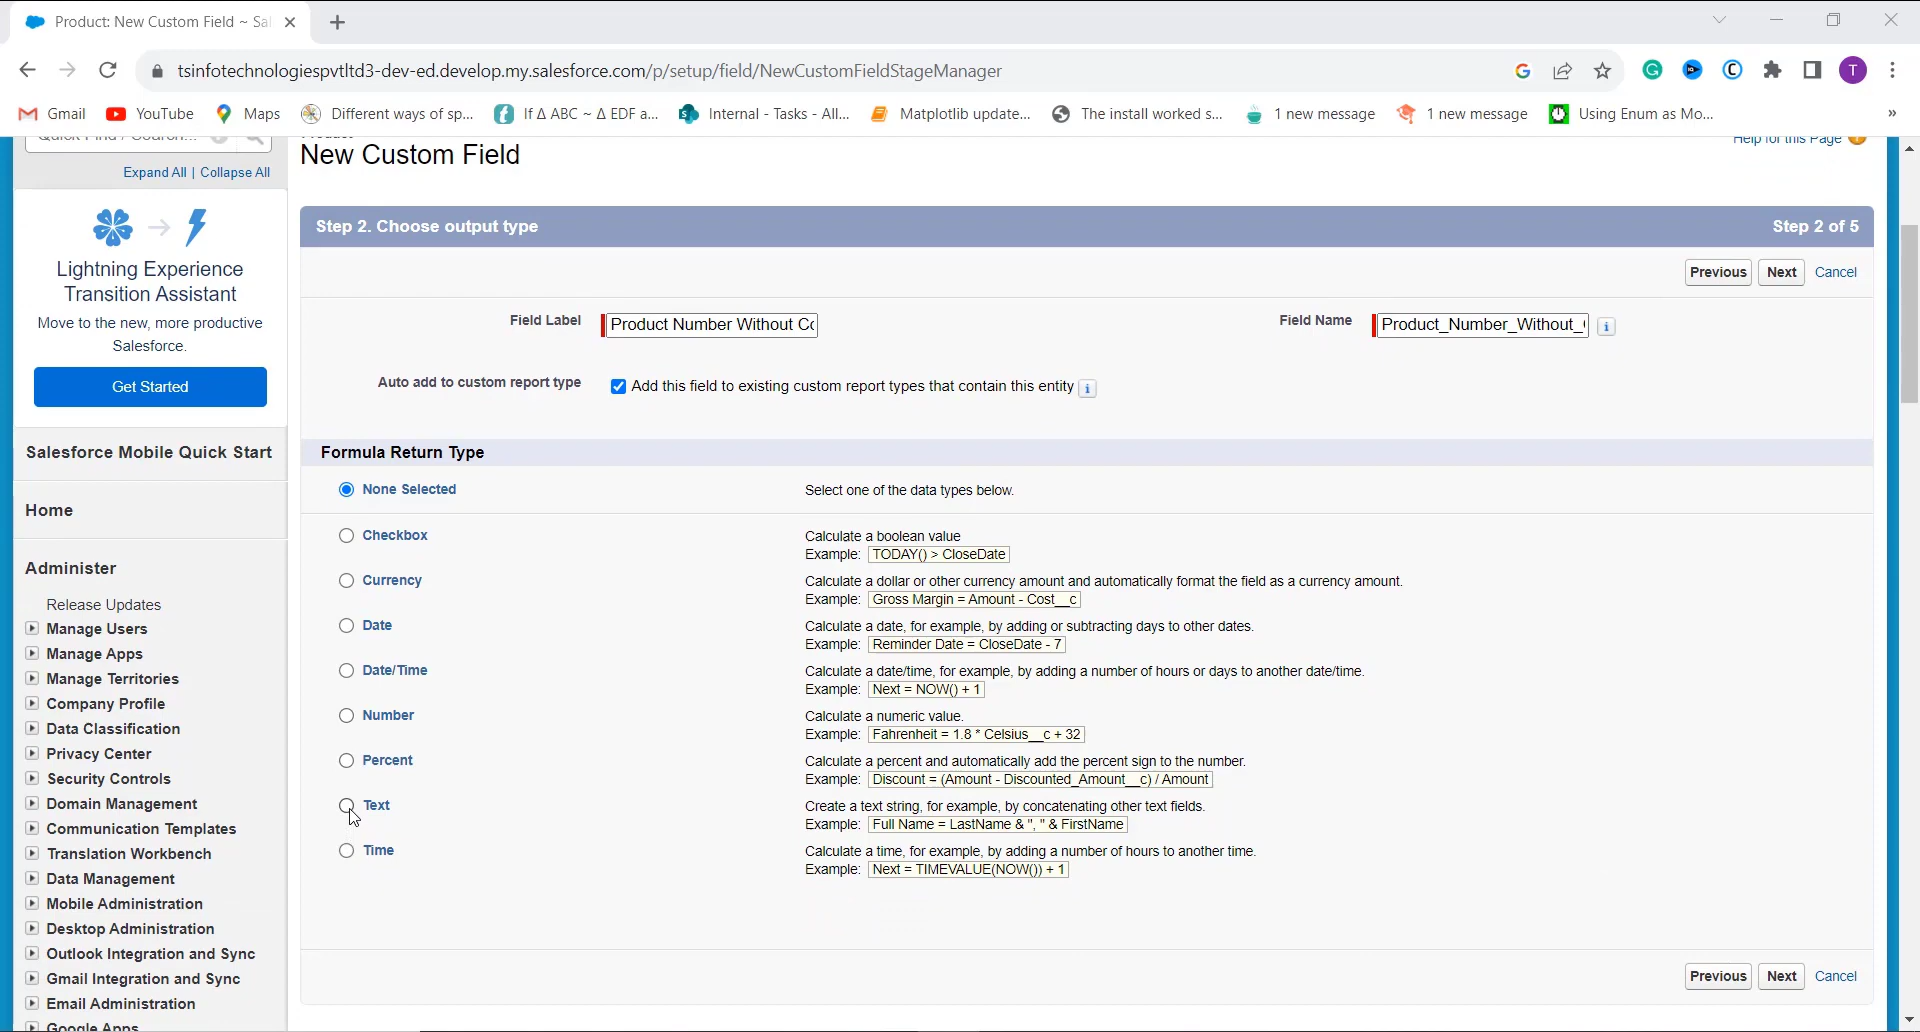 Product: New Custom Field ~ Sal
tsinfotechnologiespvtltd3-dev-ed.develop.my.salesforce.com/p/setup/field/NewCustomFieldStageManager
T
Gmail
YouTube
Maps
Different ways of sp...
If Δ ABC ~ Δ EDF a...
Internal - Tasks - All...
Matplotlib update...
The install worked s...
1 new message
1 new message
Using Enum as Mo...
»
Quick Find / Search...
Expand All | Collapse All
Lightning Experience
Transition Assistant
Move to the new, more productive
Salesforce.
Get Started
Salesforce Mobile Quick Start
Home
Administer
Release Updates
Manage Users
Manage Apps
Manage Territories
Company Profile
Data Classification
Privacy Center
Security Controls
Domain Management
Communication Templates
Translation Workbench
Data Management
Mobile Administration
Desktop Administration
Outlook Integration and Sync
Gmail Integration and Sync
Email Administration
Google Apps
Product
New Custom Field
Help for this Page
Step 2. Choose output type
Step 2 of 5
Previous Next Cancel
Field Label
Product Number Without Co
Field Name
Product_Number_Without_
Auto add to custom report type
Add this field to existing custom report types that contain this entity
Formula Return Type
None Selected
Select one of the data types below.
Checkbox
Calculate a boolean value
Example: TODAY() > CloseDate
Currency
Calculate a dollar or other currency amount and automatically format the field as a currency amount.
Example: Gross Margin = Amount - Cost__c
Date
Calculate a date, for example, by adding or subtracting days to other dates.
Example: Reminder Date = CloseDate - 7
Date/Time
Calculate a date/time, for example, by adding a number of hours or days to another date/time.
Example: Next = NOW() + 1
Number
Calculate a numeric value.
Example: Fahrenheit = 1.8 * Celsius__c + 32
Percent
Calculate a percent and automatically add the percent sign to the number.
Example: Discount = (Amount - Discounted_Amount__c) / Amount
Text
Create a text string, for example, by concatenating other text fields.
Example: Full Name = LastName & ", " & FirstName
Time
Calculate a time, for example, by adding a number of hours to another time.
Example: Next = TIMEVALUE(NOW()) + 1
Previous Next Cancel